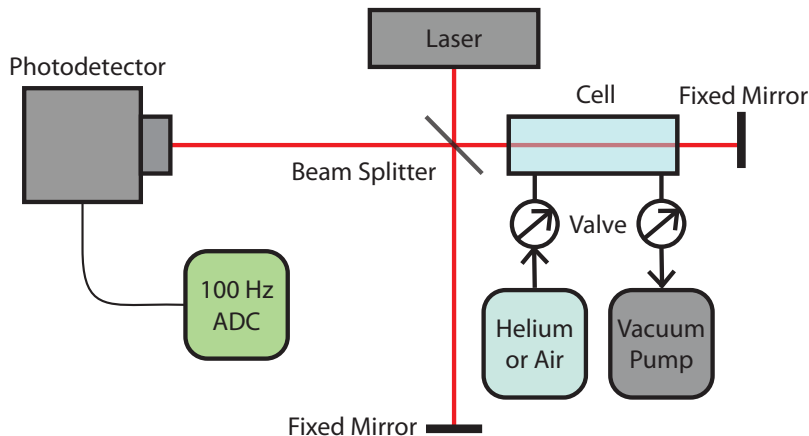 Laser
Photodetector
Cell
Fixed Mirror
Beam Splitter
Valve
100 Hz
ADC
Helium
or Air
Vacuum
Pump
Fixed Mirror